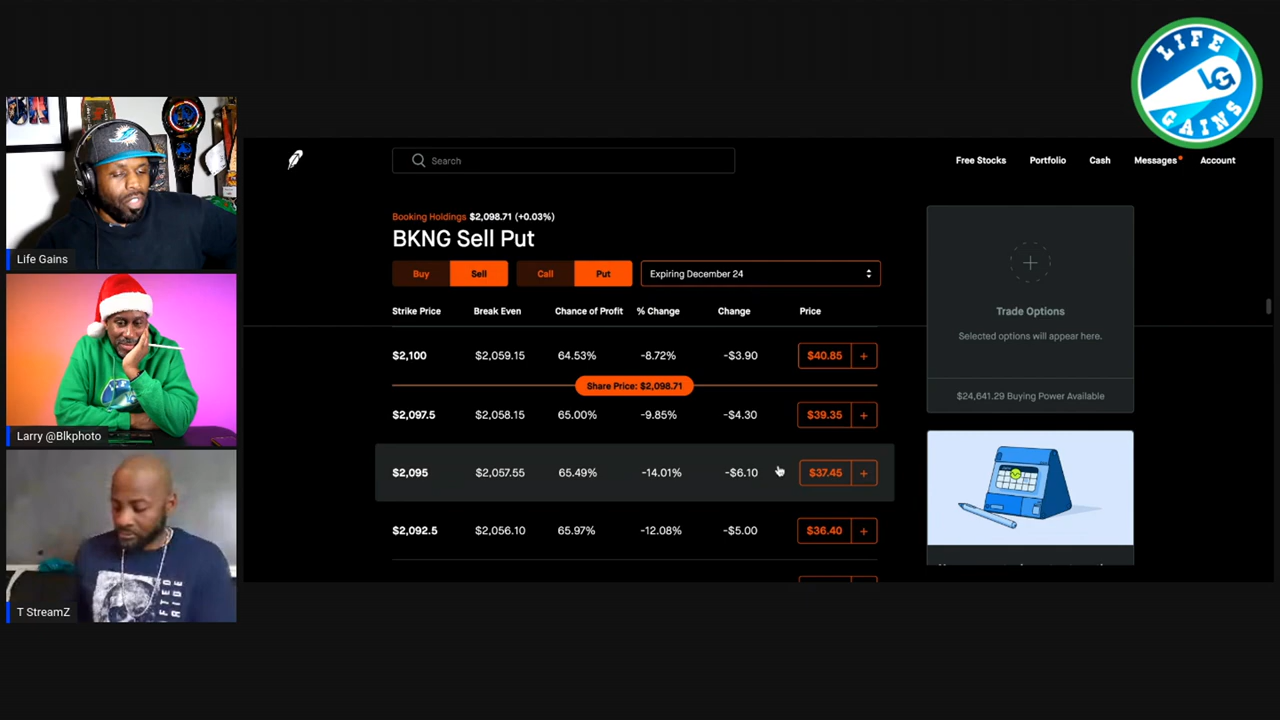 LIFE
LG
GAINS
Search
Free Stocks Portfolio Cash Messages Account
Booking Holdings $2,098.71 (+0.03%)
BKNG Sell Put
Buy Sell Call Put Expiring December 24
Strike Price Break Even Chance of Profit % Change Change Price
$2,100 $2,059.15 64.53% -8.72% -$3.90 $40.85 +
Share Price: $2,098.71
$2,097.5 $2,058.15 65.00% -9.85% -$4.30 $39.35 +
$2,095 $2,057.55 65.49% -14.01% -$6.10 $37.45 +
$2,092.5 $2,056.10 65.97% -12.08% -$5.00 $36.40 +
Trade Options
Selected options will appear here.
$24,641.29 Buying Power Available
Life Gains
Larry @Blkphoto
T StreamZ